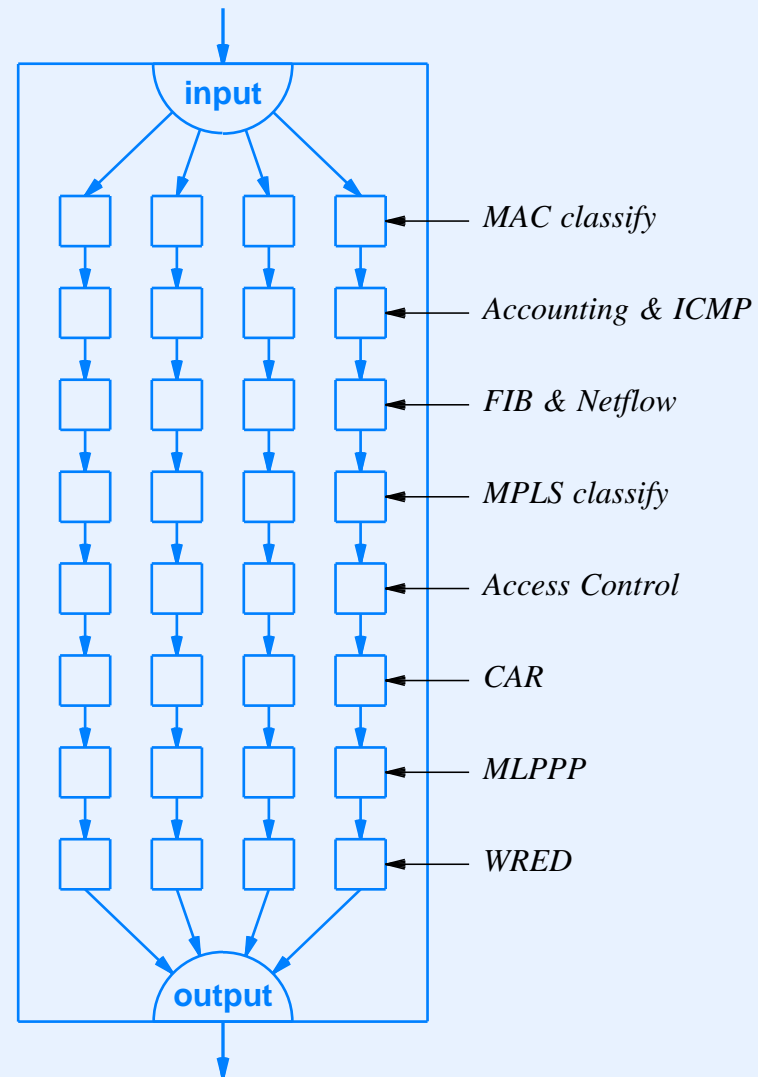 input
MAC classify
Accounting & ICMP
FIB & Netflow
MPLS classify
Access Control
CAR
MLPPP
WRED
output